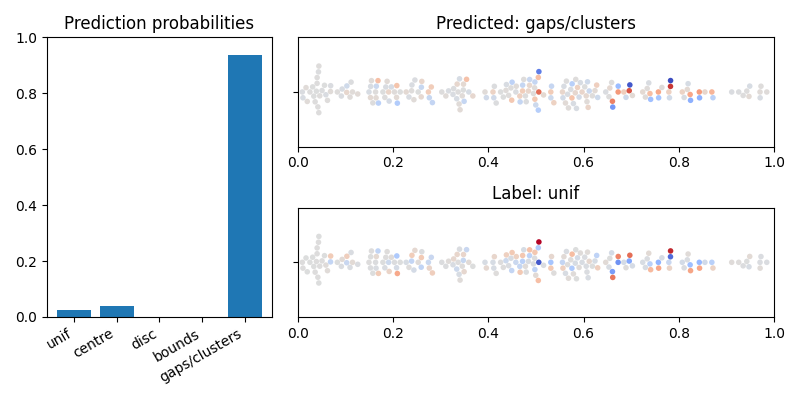 Prediction probabilities
1.0
0.8
0.6
0.4
0.2
0.0
unif
centre
disc
bounds
gaps/clusters
Predicted: gaps/clusters
0.0 0.2 0.4 0.6 0.8 1.0
Label: unif
0.0 0.2 0.4 0.6 0.8 1.0